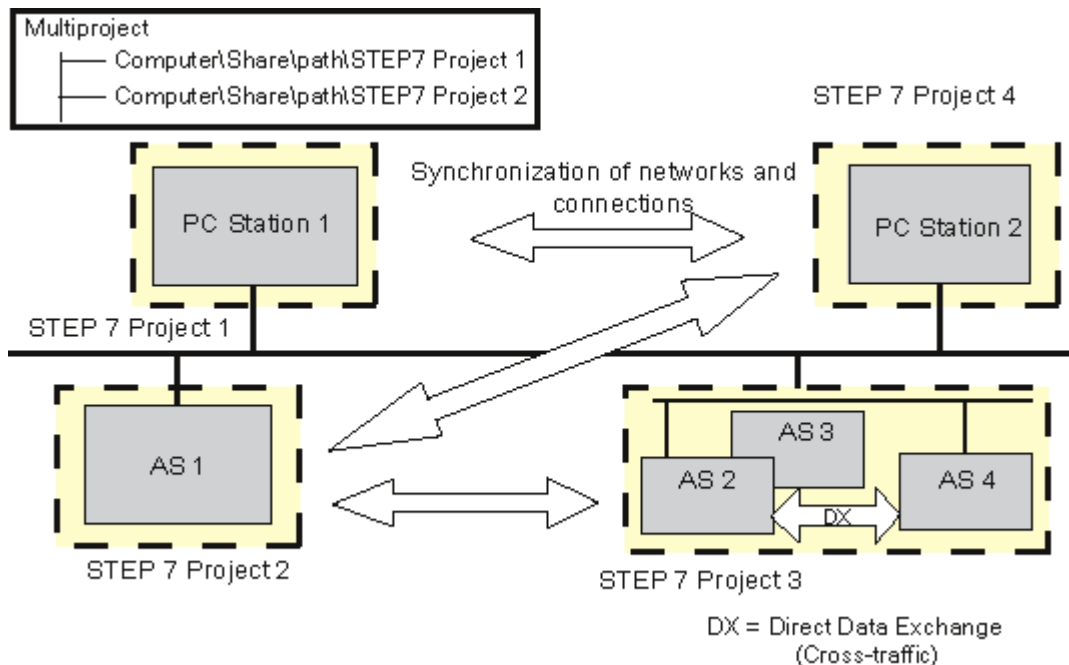 Multiproject
Computer\Share\path\STEP7 Project 1
Computer\Share\path\STEP7 Project 2
STEP 7 Project 4
PC Station 1
Synchronization of networks and
connections
PC Station 2
STEP 7 Project 1
AS 1
AS 3
AS 2
AS 4
DX
STEP 7 Project 2
STEP 7 Project 3
DX = Direct Data Exchange
(Cross-traffic)